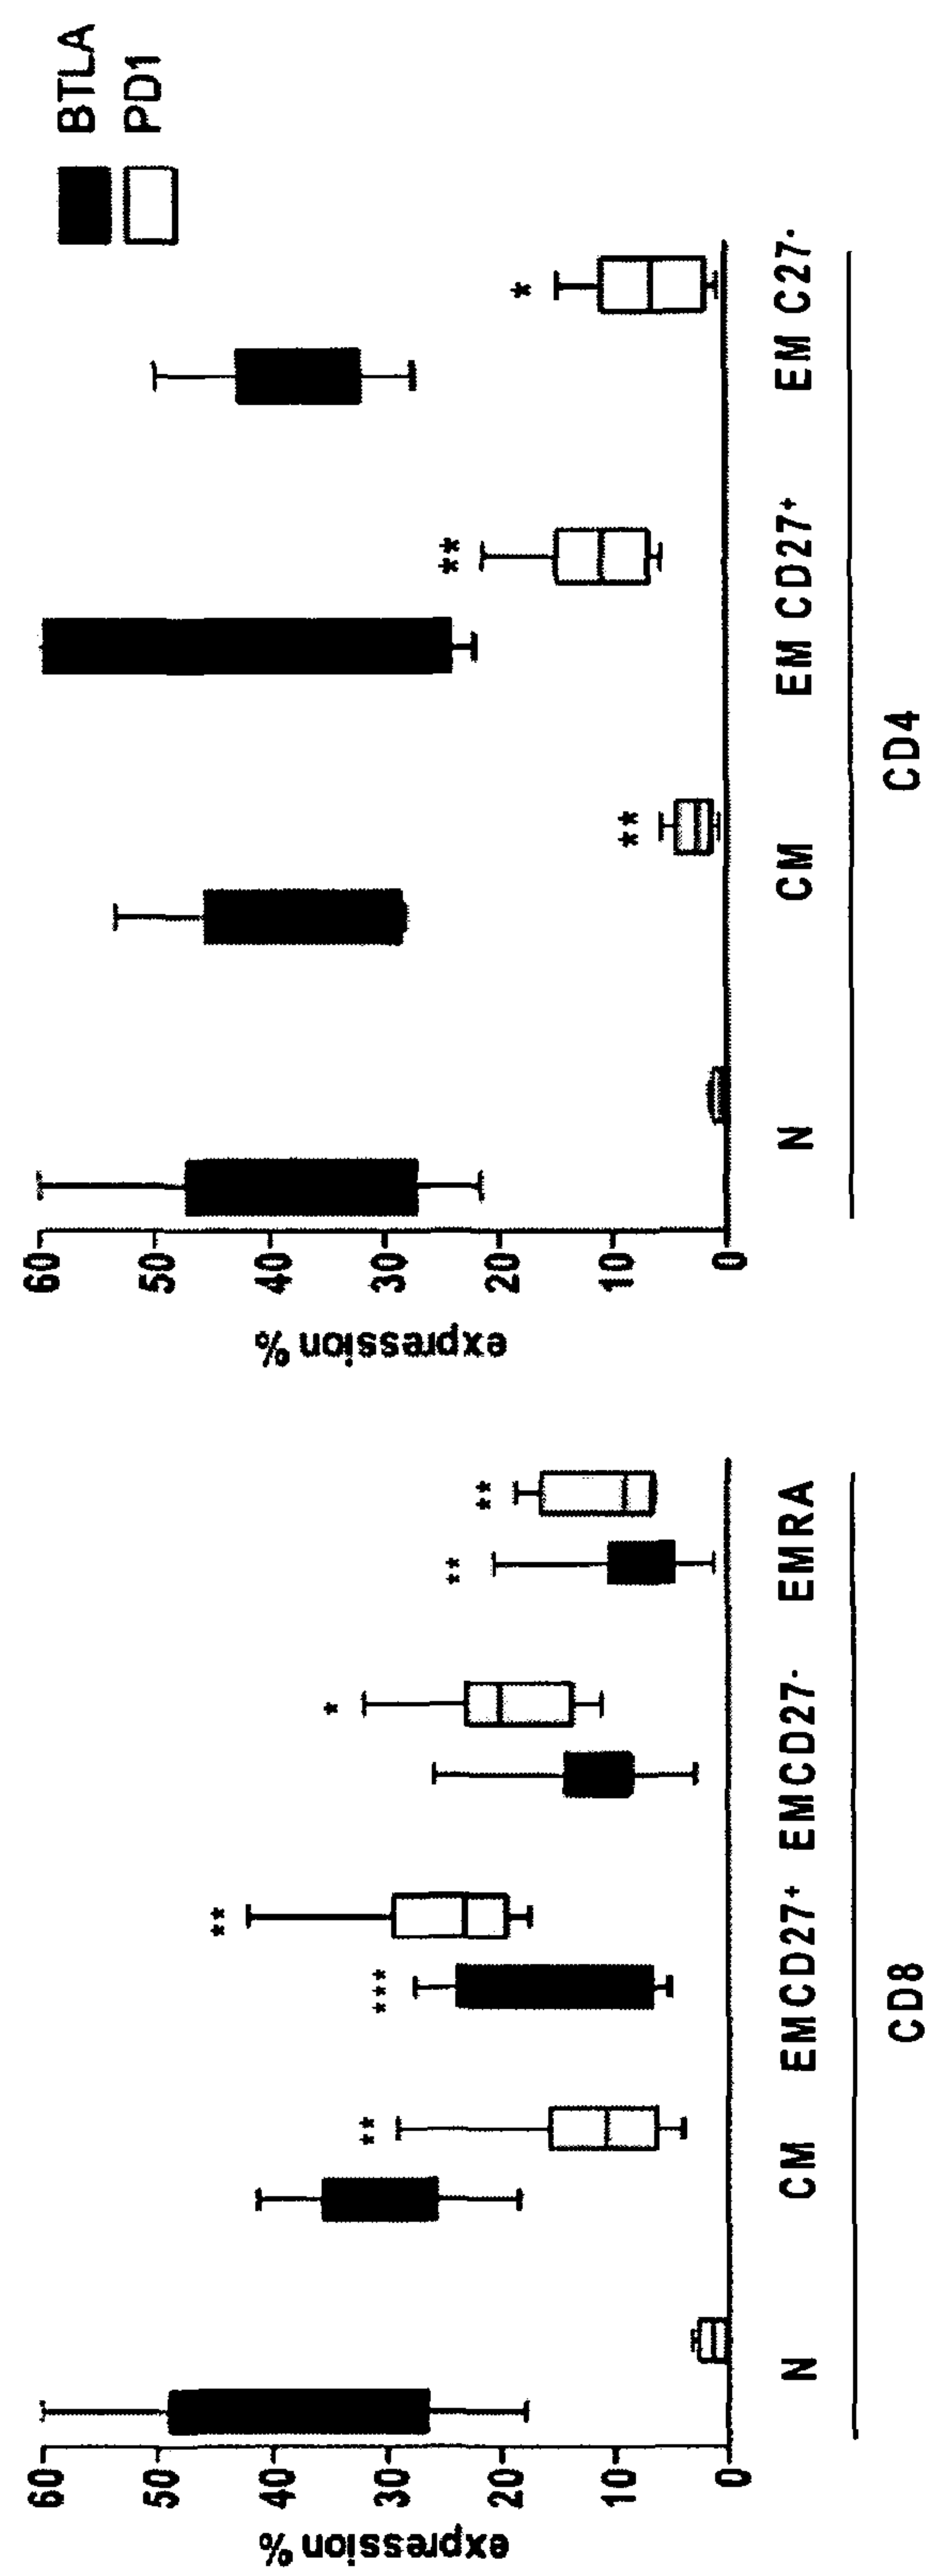 BTLA
PD1
expression %
60
50
40
30
20
10
0
**
***
**
*
**
**
N
CM
EMCD27+
EMCD27-
EMRA
CD8
expression %
60
50
40
30
20
10
0
**
**
*
N
CM
EM CD27+
EM C27-
CD4